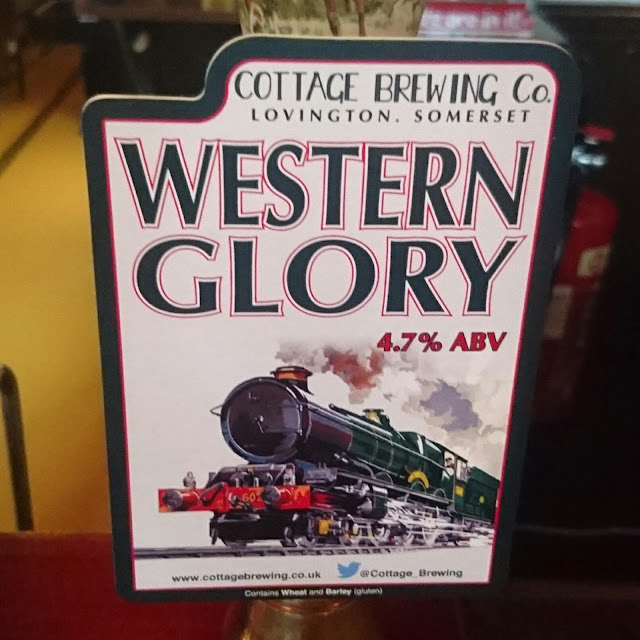 COTTAGE BREWING CO.
LOVINGTON. SOMERSET
WESTERN
GLORY
4.7% ABV
www.cottagebrewing.co.uk @Cottage_Brewing
Contains Wheat and Barley (gluten)